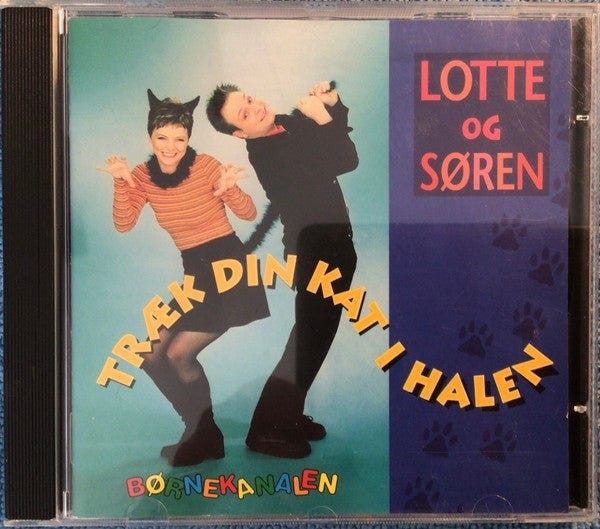 LOTTE
OG
SØREN
TRÆK DIN KAT I HALEN
BØRNEKANALEN